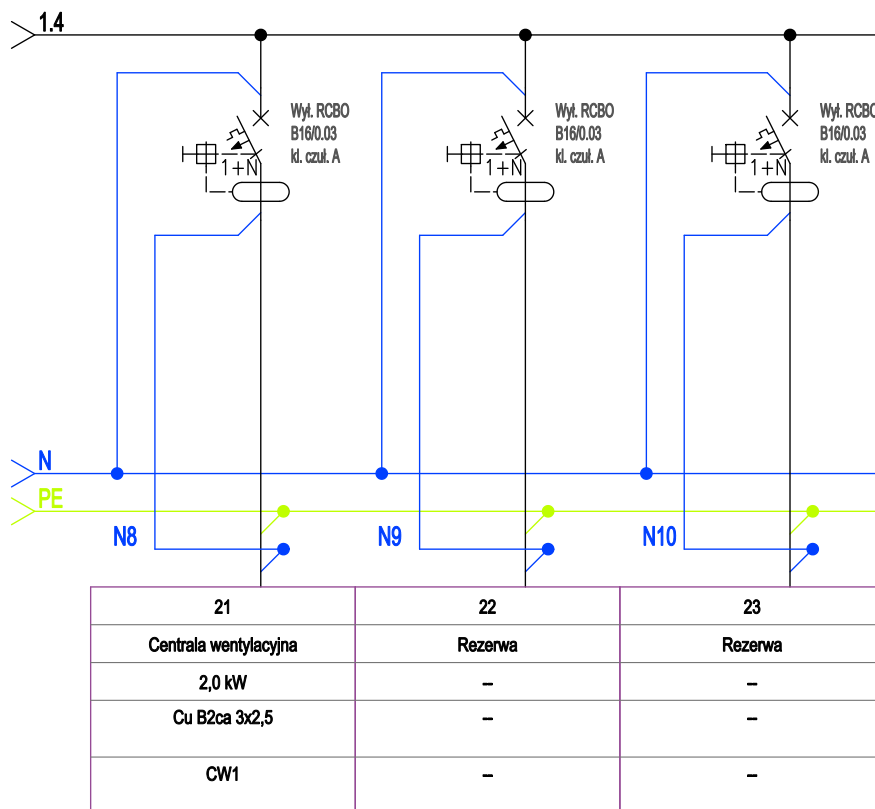 1.4
Wył. RCBO
B16/0.03
kl. czuł. A
1+N
Wył. RCBO
B16/0.03
kl. czuł. A
1+N
Wył. RCBO
B16/0.03
kl. czuł. A
1+N
N
PE
N8
N9
N10
21 22 23
Centrala wentylacyjna Rezerwa Rezerwa
2,0 kW – –
Cu B2ca 3x2,5 – –
CW1 – –